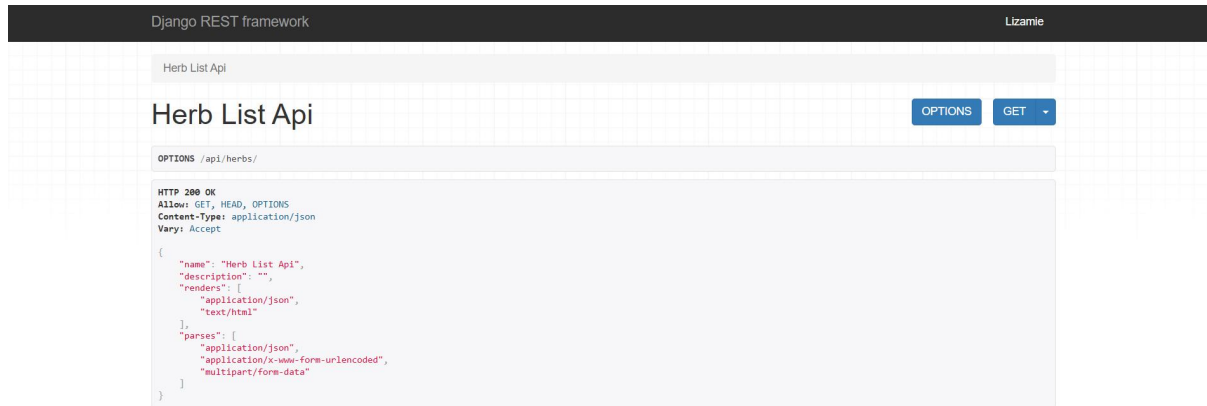 Django REST framework
Lizamie
Herb List Api
Herb List Api
OPTIONS
GET
OPTIONS /api/herbs/
HTTP 200 OK
Allow: GET, HEAD, OPTIONS
Content-Type: application/json
Vary: Accept
{
"name": "Herb List Api",
"description": "",
"renders": [
"application/json",
"text/html"
],
"parses": [
"application/json",
"application/x-www-form-urlencoded",
"multipart/form-data"
]
}